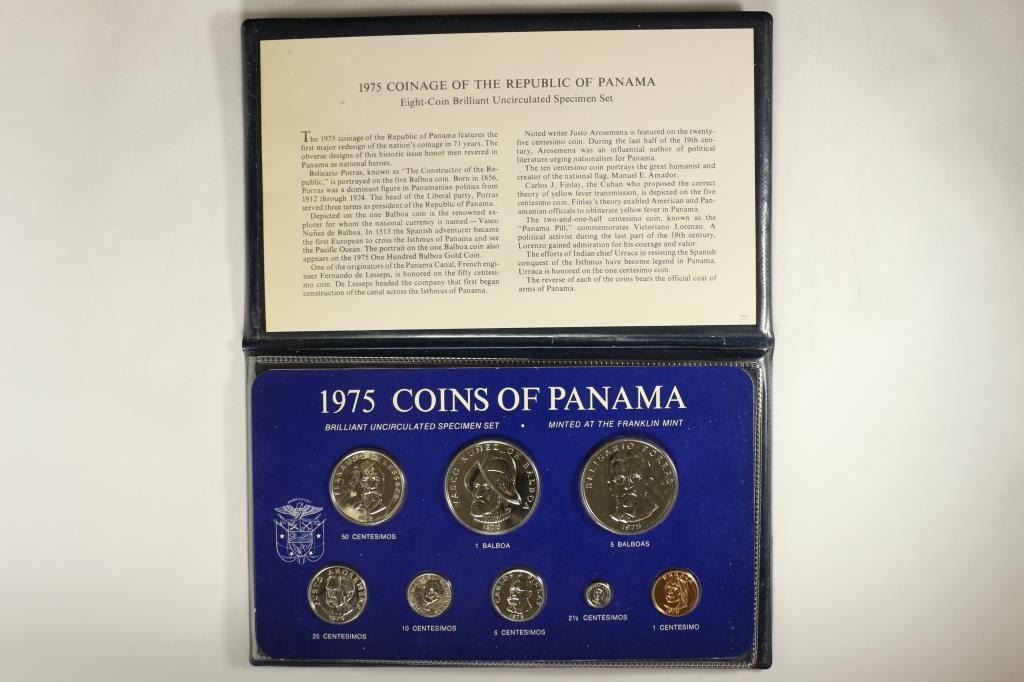 1975 COINAGE OF THE REPUBLIC OF PANAMA
Eight-Coin Brilliant Uncirculated Specimen Set
The 1975 coinage of the Republic of Panama features the
first major redesign of the nation's coinage in 71 years. The
obverse designs of this historic issue honor men revered in
Panama as national heroes.
Belisario Porras, known as "The Constructor of the Re-
public," is portrayed on the five Balboa coin. Born in 1856,
Porras was a dominant figure in Panamanian politics from
1912 through 1924. The head of the Liberal party, Porras
served three terms as president of the Republic of Panama.
Depicted on the one Balboa coin is the renowned ex-
plorer for whom the national currency is named—Vasco
Nuñez de Balboa. In 1513 the Spanish adventurer became
the first European to cross the Isthmus of Panama and see
the Pacific Ocean. The portrait on the one Balboa coin also
appears on the 1975 One Hundred Balboa Gold Coin.
One of the originators of the Panama Canal, French engi-
neer Fernando de Lesseps, is honored on the fifty centesi-
mo coin. De Lesseps headed the company that first began
construction of the canal across the Isthmus of Panama.
Noted writer Justo Arosemena is featured on the twenty-
five centesimo coin. During the last half of the 19th cen-
tury, Arosemena was an influential author of political
literature urging nationalism for Panama.
The ten centesimo coin portrays the great humanist and
creator of the national flag, Manuel E. Amador.
Carlos J. Finlay, the Cuban who proposed the correct
theory of yellow fever transmission, is depicted on the five
centesimo coin. Finlay's theory enabled American and Pan-
amanian officials to obliterate yellow fever in Panama.
The two-and-one-half centesimo coin, known as the
"Panama Pill," commemorates Victoriano Lorenzo. A
political activist during the last part of the 19th century,
Lorenzo gained admiration for his courage and valor.
The efforts of Indian chief Urraca in resisting the Spanish
conquest of the Isthmus have become legend in Panama.
Urraca is honored on the one centesimo coin.
The reverse of each of the coins bears the official coat of
arms of Panama.
1975 COINS OF PANAMA
BRILLIANT UNCIRCULATED SPECIMEN SET • MINTED AT THE FRANKLIN MINT
FERNANDO DE LESSEPS
VASCO NUÑEZ DE BALBOA
1975
BELISARIO PORRAS
1975
50 CENTESIMOS
1 BALBOA
5 BALBOAS
JUSTO AROSEMENA
1975
CARLOS J. FINLAY
1975
25 CENTESIMOS
10 CENTESIMOS
5 CENTESIMOS
2½ CENTESIMOS
1 CENTESIMO